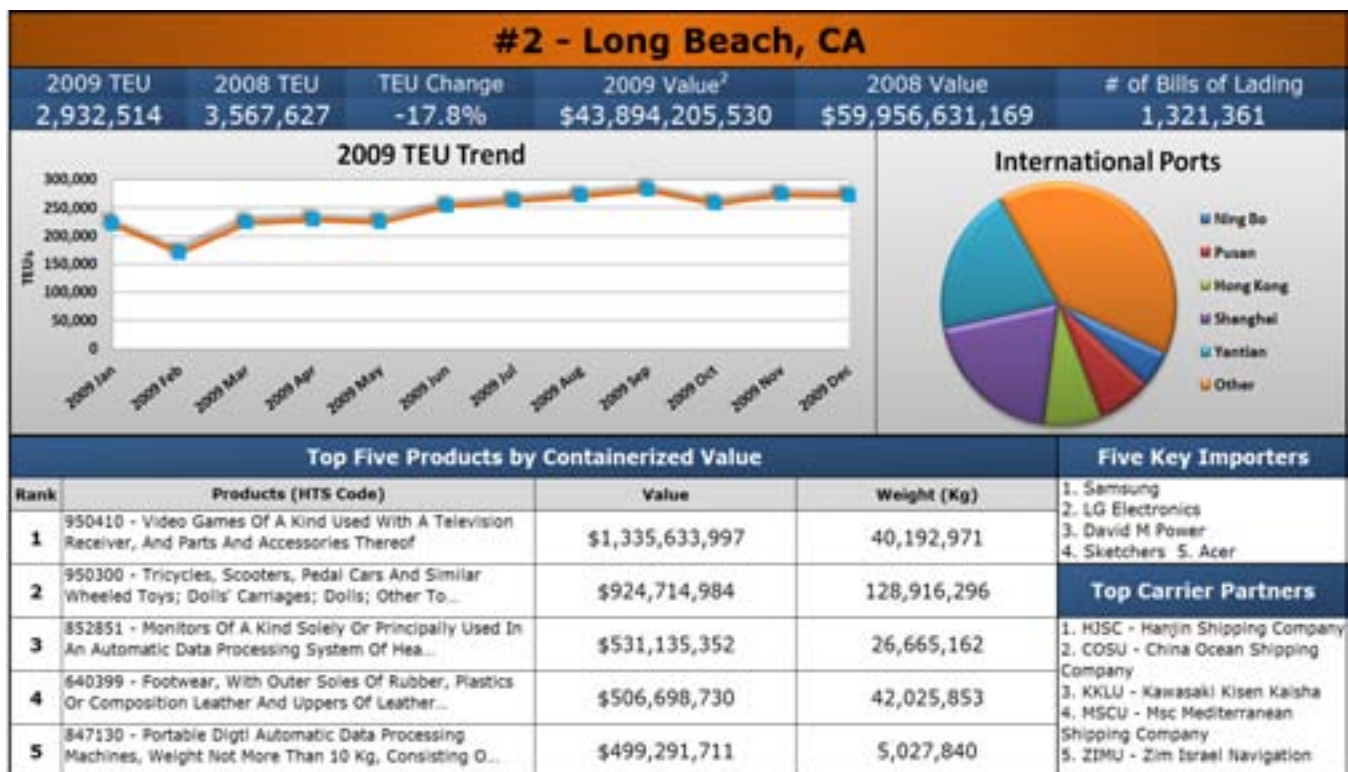 #2 - Long Beach, CA
2009 TEU 2008 TEU TEU Change 2009 Value² 2008 Value # of Bills of Lading
2,932,514 3,567,627 -17.8% $43,894,205,530 $59,956,631,169 1,321,361
2009 TEU Trend
300,000
250,000
200,000
150,000
100,000
50,000
0
TEUs
2009 Jan 2009 Feb 2009 Mar 2009 Apr 2009 May 2009 Jun 2009 Jul 2009 Aug 2009 Sep 2009 Oct 2009 Nov 2009 Dec
International Ports
Ning Bo
Pusan
Hong Kong
Shanghai
Yantian
Other
Top Five Products by Containerized Value
Rank Products (HTS Code) Value Weight (Kg)
1 950410 - Video Games Of A Kind Used With A Television
Receiver, And Parts And Accessories Thereof $1,335,633,997 40,192,971
2 950300 - Tricycles, Scooters, Pedal Cars And Similar
Wheeled Toys; Dolls' Carriages; Dolls; Other To... $924,714,984 128,916,296
3 852851 - Monitors Of A Kind Solely Or Principally Used In
An Automatic Data Processing System Of Hea... $531,135,352 26,665,162
4 640399 - Footwear, With Outer Soles Of Rubber, Plastics
Or Composition Leather And Uppers Of Leather... $506,698,730 42,025,853
5 847130 - Portable Digtl Automatic Data Processing
Machines, Weight Not More Than 10 Kg, Consisting O... $499,291,711 5,027,840
Five Key Importers
1. Samsung
2. LG Electronics
3. David M Power
4. Sketchers 5. Acer
Top Carrier Partners
1. HJSC - Hanjin Shipping Company
2. COSU - China Ocean Shipping
Company
3. KKLU - Kawasaki Kisen Kaisha
4. MSCU - Msc Mediterranean
Shipping Company
5. ZIMU - Zim Israel Navigation